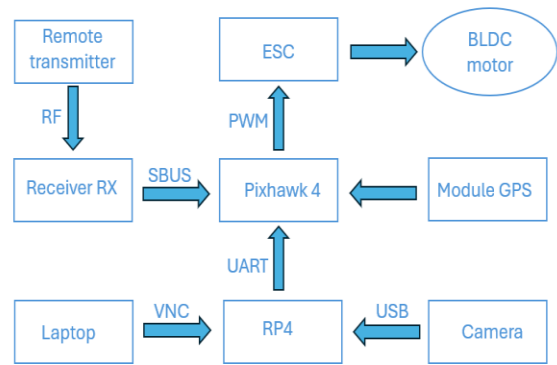 Remote
transmitter
ESC
BLDC
motor
RF
PWM
Receiver RX
SBUS
Pixhawk 4
Module GPS
UART
Laptop
VNC
RP4
USB
Camera